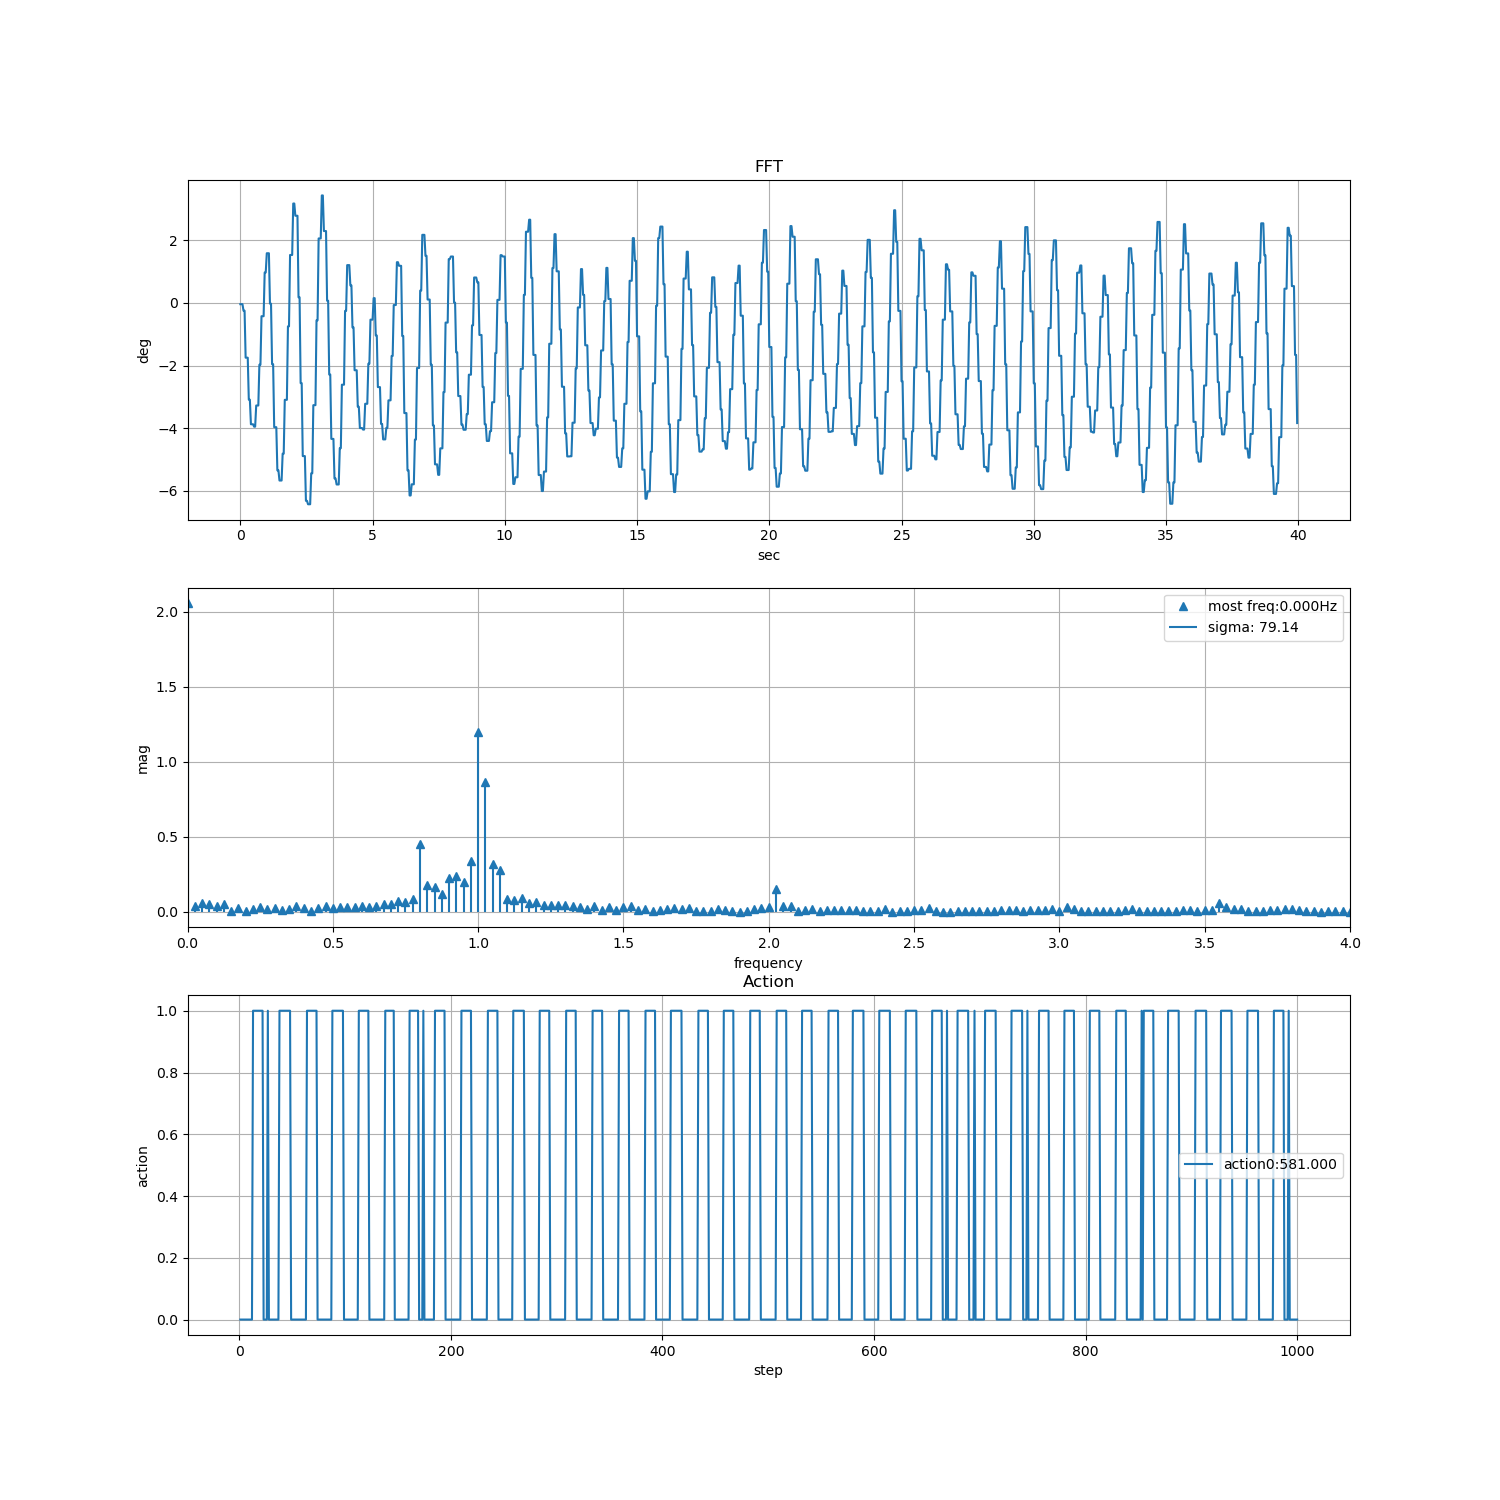 FFT
2
0
−2
−4
−6
deg
0 5 10 15 20 25 30 35 40
sec
most freq:0.000Hz
sigma: 79.14
2.0
1.5
1.0
0.5
0.0
mag
0.0 0.5 1.0 1.5 2.0 2.5 3.0 3.5 4.0
frequency
Action
1.0
0.8
0.6
0.4
0.2
0.0
action
action0:581.000
0 200 400 600 800 1000
step